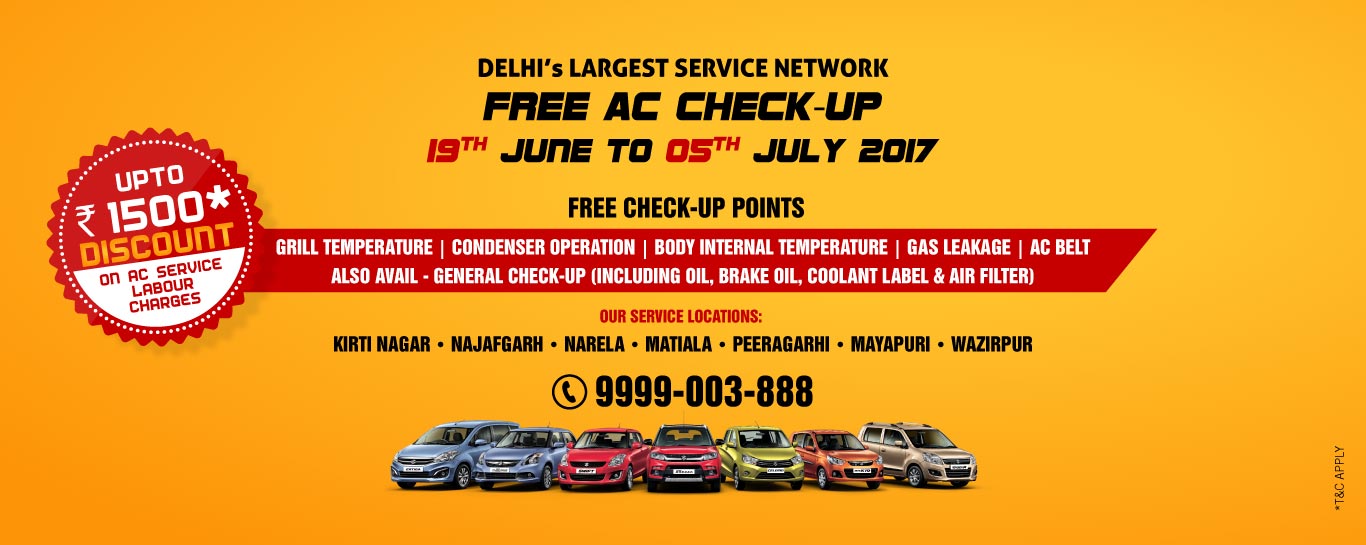 DELHI's LARGEST SERVICE NETWORK
FREE AC CHECK-UP
19TH JUNE TO 05TH JULY 2017
UPTO
₹ 1500*
DISCOUNT
ON AC SERVICE
LABOUR
CHARGES
FREE CHECK-UP POINTS
GRILL TEMPERATURE | CONDENSER OPERATION | BODY INTERNAL TEMPERATURE | GAS LEAKAGE | AC BELT
ALSO AVAIL - GENERAL CHECK-UP (INCLUDING OIL, BRAKE OIL, COOLANT LABEL & AIR FILTER)
OUR SERVICE LOCATIONS:
KIRTI NAGAR • NAJAFGARH • NARELA • MATIALA • PEERAGARHI • MAYAPURI • WAZIRPUR
9999-003-888
ERTIGA
SWIFT
CELERIO
*T&C APPLY